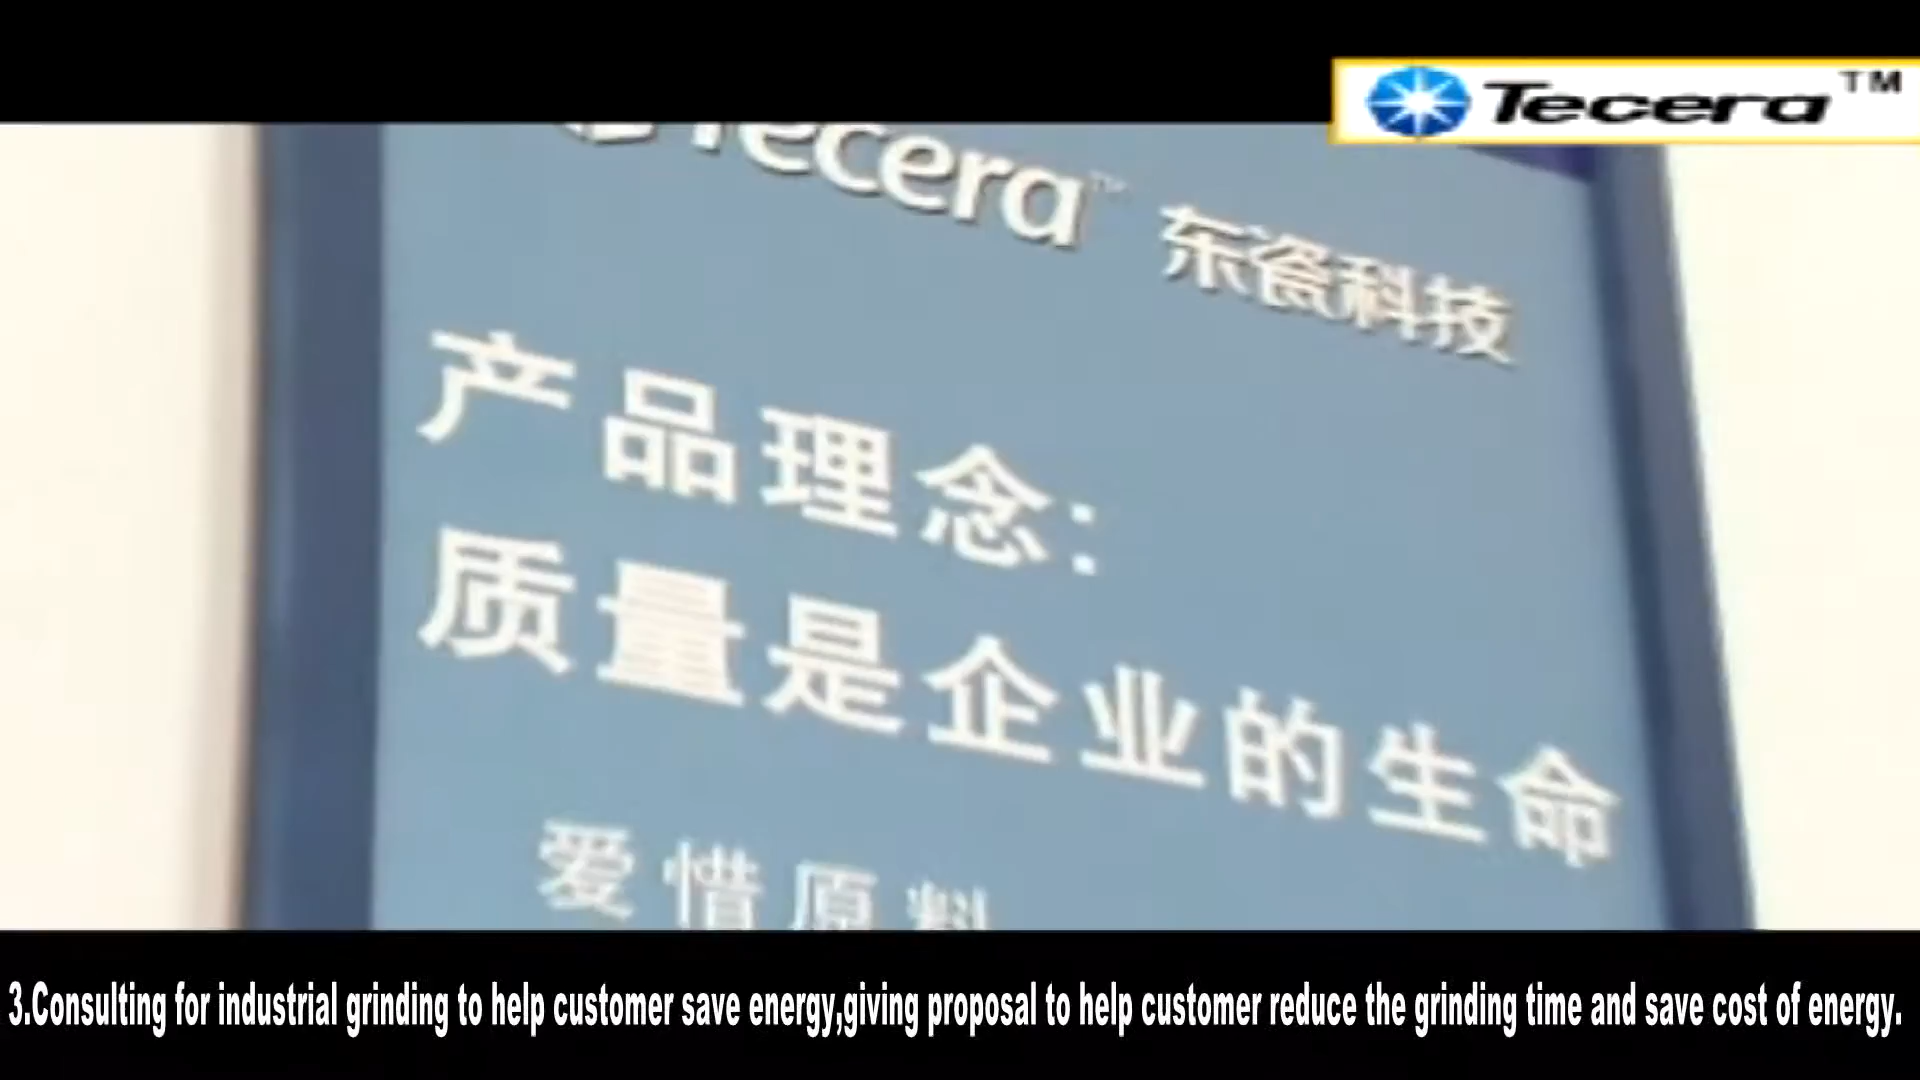 Tecera™
Tecera™ 东瓷科技
产品理念:
质量是企业的生命
爱惜原料
3.Consulting for industrial grinding to help customer save energy,giving proposal to help customer reduce the grinding time and save cost of energy.